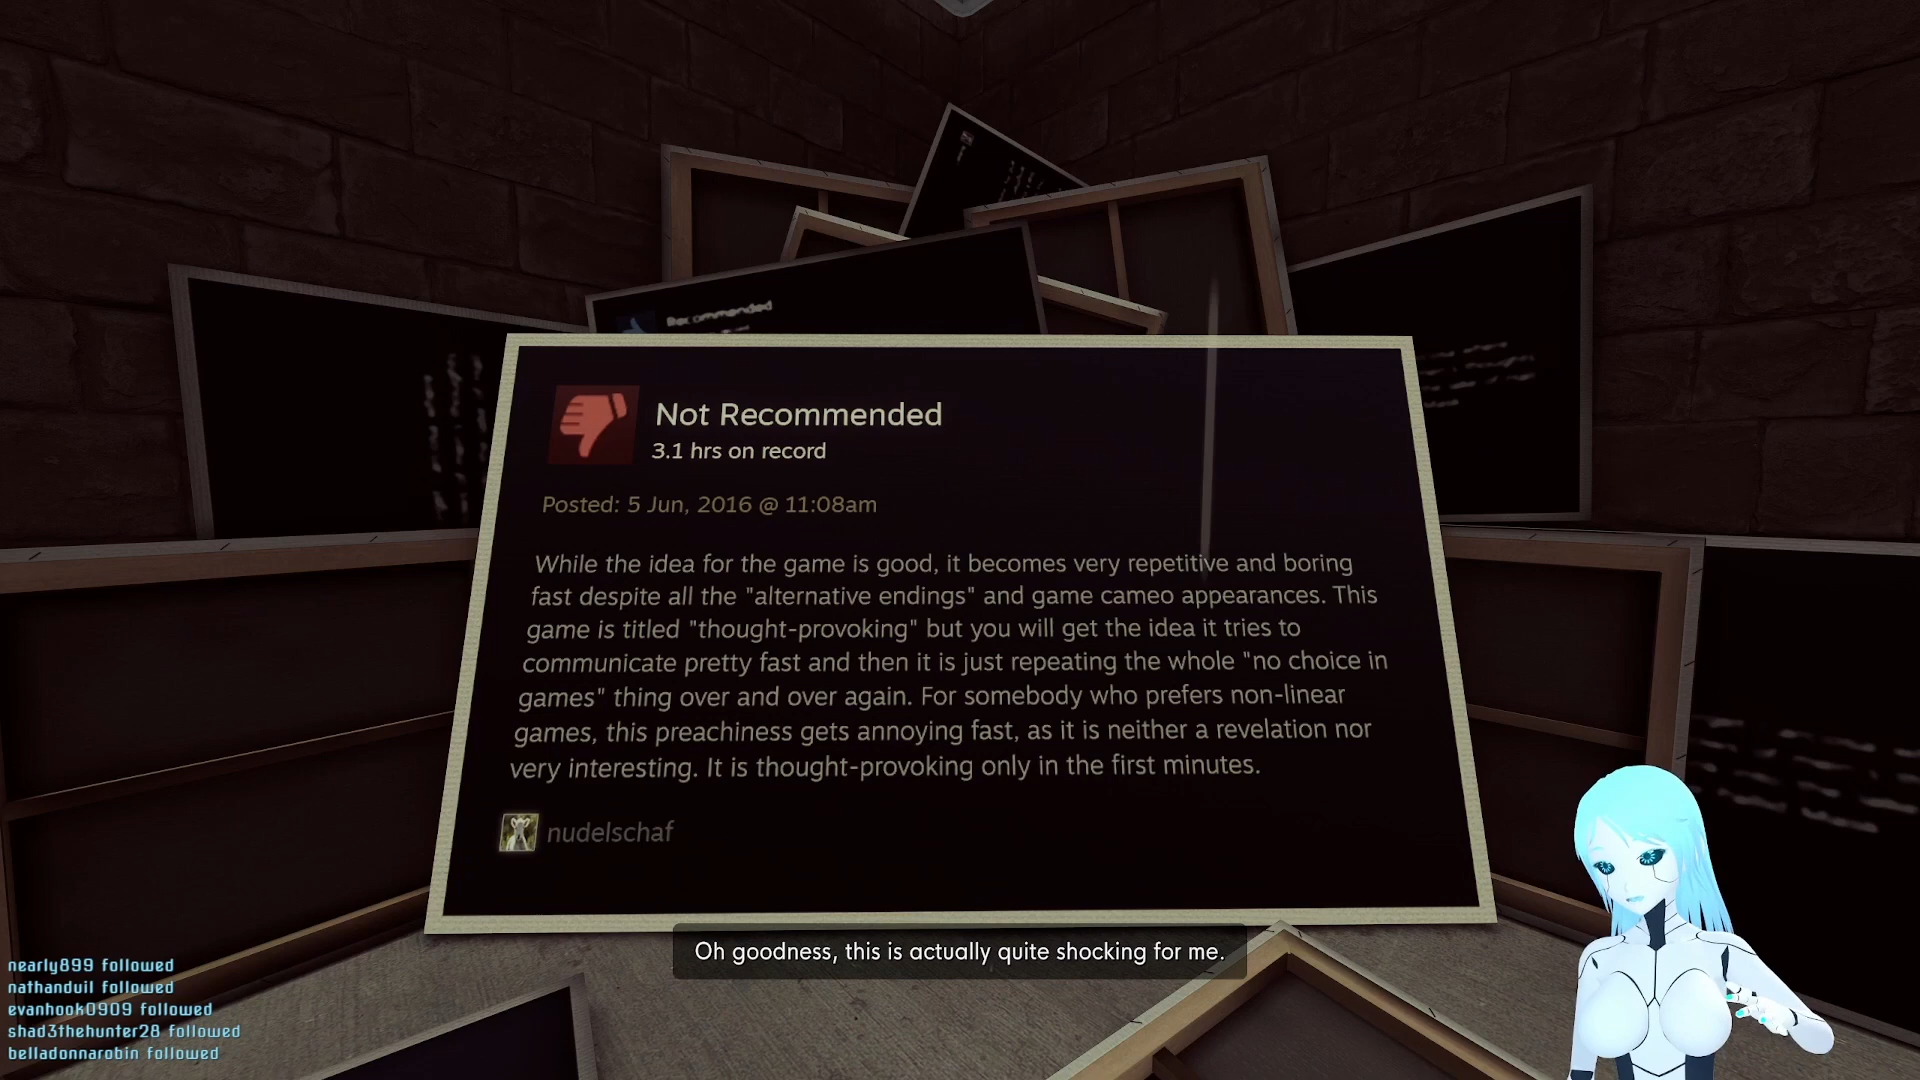 Recommended
Not Recommended
3.1 hrs on record
Posted: 5 Jun, 2016 @ 11:08am
While the idea for the game is good, it becomes very repetitive and boring
fast despite all the "alternative endings" and game cameo appearances. This
game is titled "thought-provoking" but you will get the idea it tries to
communicate pretty fast and then it is just repeating the whole "no choice in
games" thing over and over again. For somebody who prefers non-linear
games, this preachiness gets annoying fast, as it is neither a revelation nor
very interesting. It is thought-provoking only in the first minutes.
nudelschaf
Oh goodness, this is actually quite shocking for me.
nearly899 followed
nathanduil followed
evanhook0909 followed
shad3thehunter28 followed
belladonnarobin followed